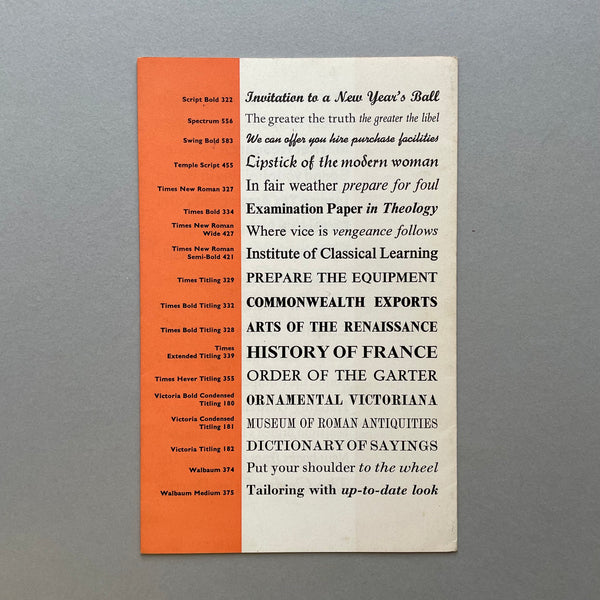 Script Bold 322 Invitation to a New Year's Ball
Spectrum 556 The greater the truth the greater the libel
Swing Bold 583 We can offer you hire purchase facilities
Temple Script 455 Lipstick of the modern woman
Times New Roman 327 In fair weather prepare for foul
Times Bold 334 Examination Paper in Theology
Times New Roman
Wide 427 Where vice is vengeance follows
Times New Roman
Semi-Bold 421 Institute of Classical Learning
Times Titling 329 PREPARE THE EQUIPMENT
Times Bold Titling 332 COMMONWEALTH EXPORTS
Times Bold Titling 328 ARTS OF THE RENAISSANCE
Times
Extended Titling 339 HISTORY OF FRANCE
Times Hever Titling 355 ORDER OF THE GARTER
Victoria Bold Condensed
Titling 180 ORNAMENTAL VICTORIANA
Victoria Condensed
Titling 181 MUSEUM OF ROMAN ANTIQUITIES
Victoria Titling 182 DICTIONARY OF SAYINGS
Walbaum 374 Put your shoulder to the wheel
Walbaum Medium 375 Tailoring with up-to-date look